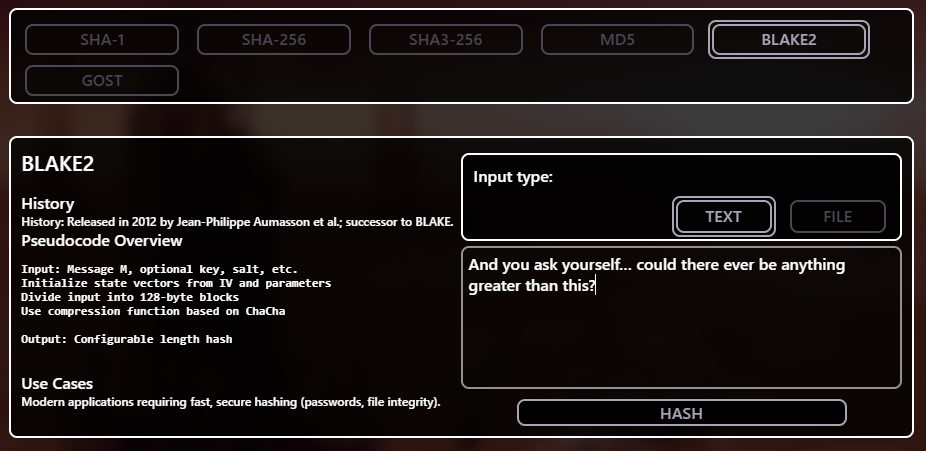 SHA-1
SHA-256
SHA3-256
MD5
BLAKE2
GOST
BLAKE2
History
History: Released in 2012 by Jean-Philippe Aumasson et al.; successor to BLAKE.
Pseudocode Overview
Input: Message M, optional key, salt, etc.
Initialize state vectors from IV and parameters
Divide input into 128-byte blocks
Use compression function based on ChaCha
Output: Configurable length hash
Use Cases
Modern applications requiring fast, secure hashing (passwords, file integrity).
Input type:
TEXT
FILE
And you ask yourself... could there ever be anything
greater than this?
HASH